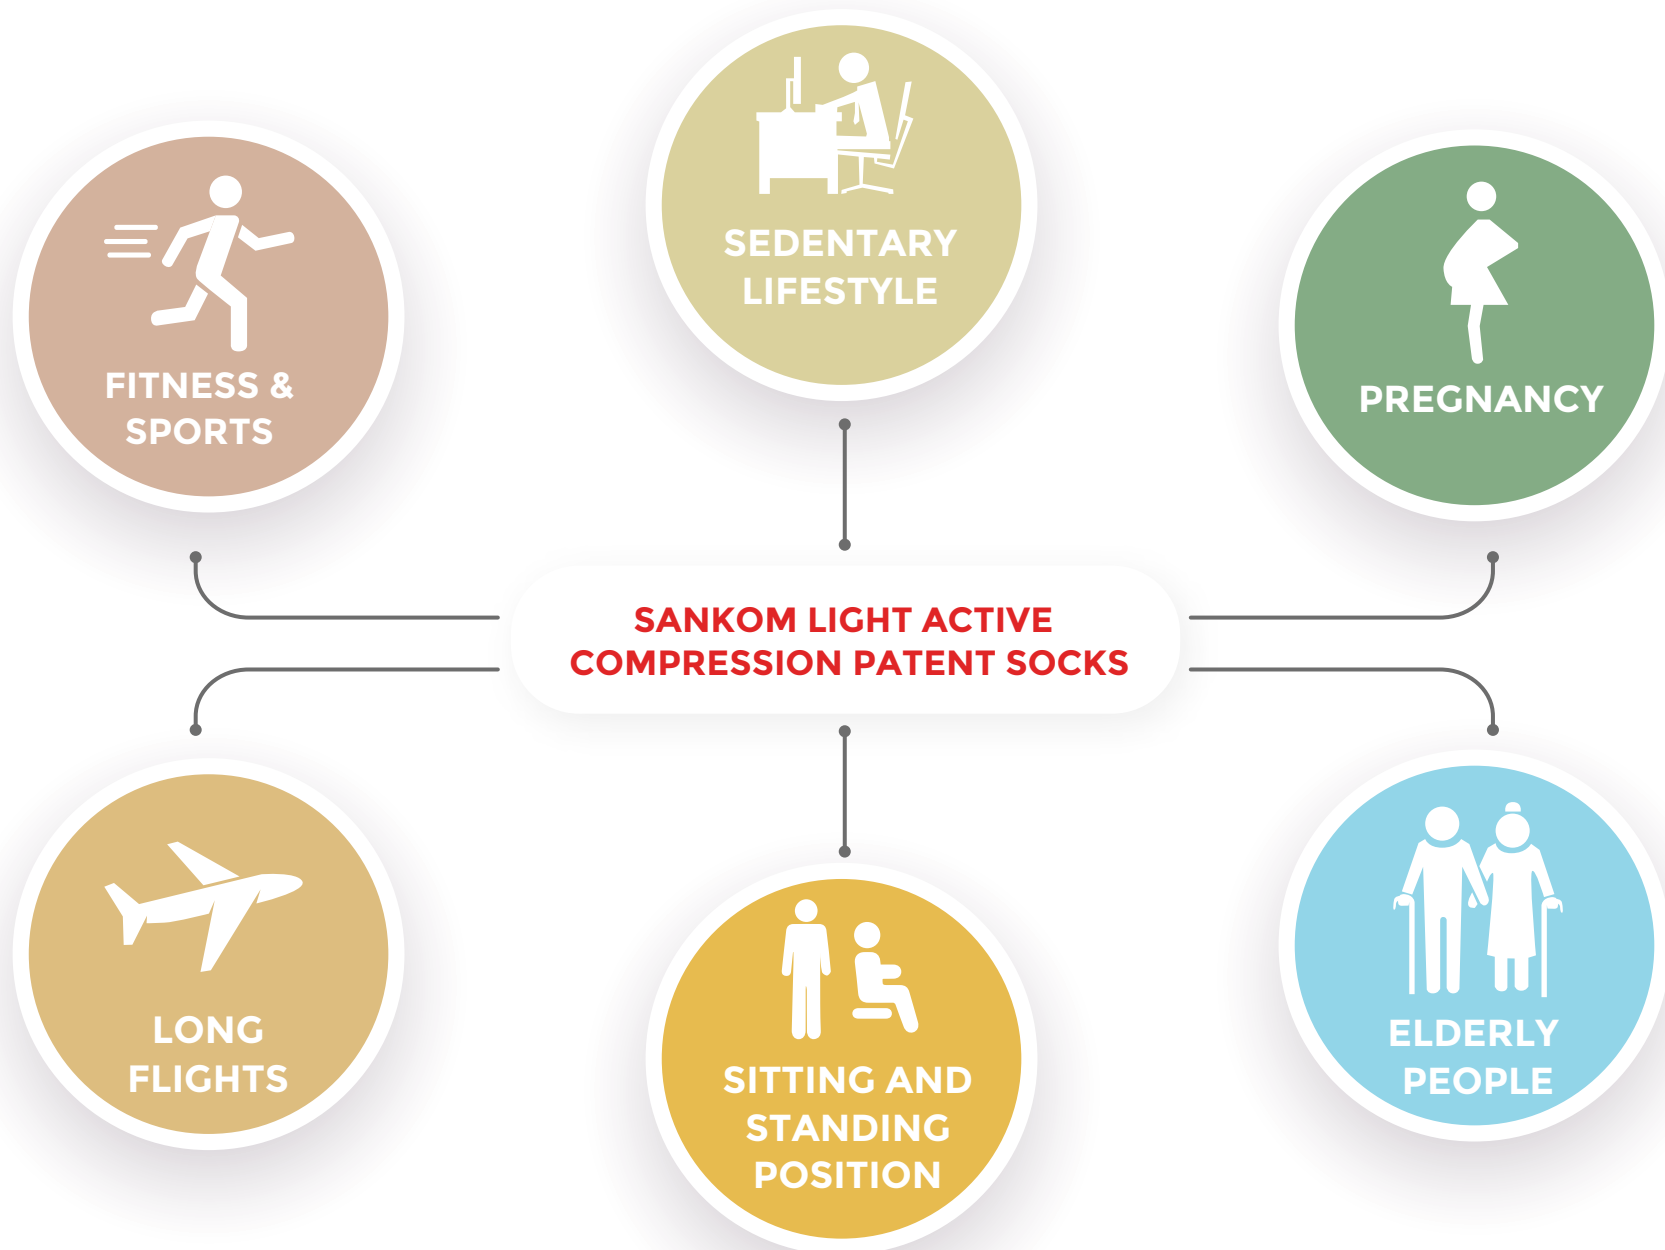 SEDENTARY
LIFESTYLE
FITNESS &
SPORTS
PREGNANCY
SANKOM LIGHT ACTIVE
COMPRESSION PATENT SOCKS
LONG
FLIGHTS
SITTING AND
STANDING
POSITION
ELDERLY
PEOPLE